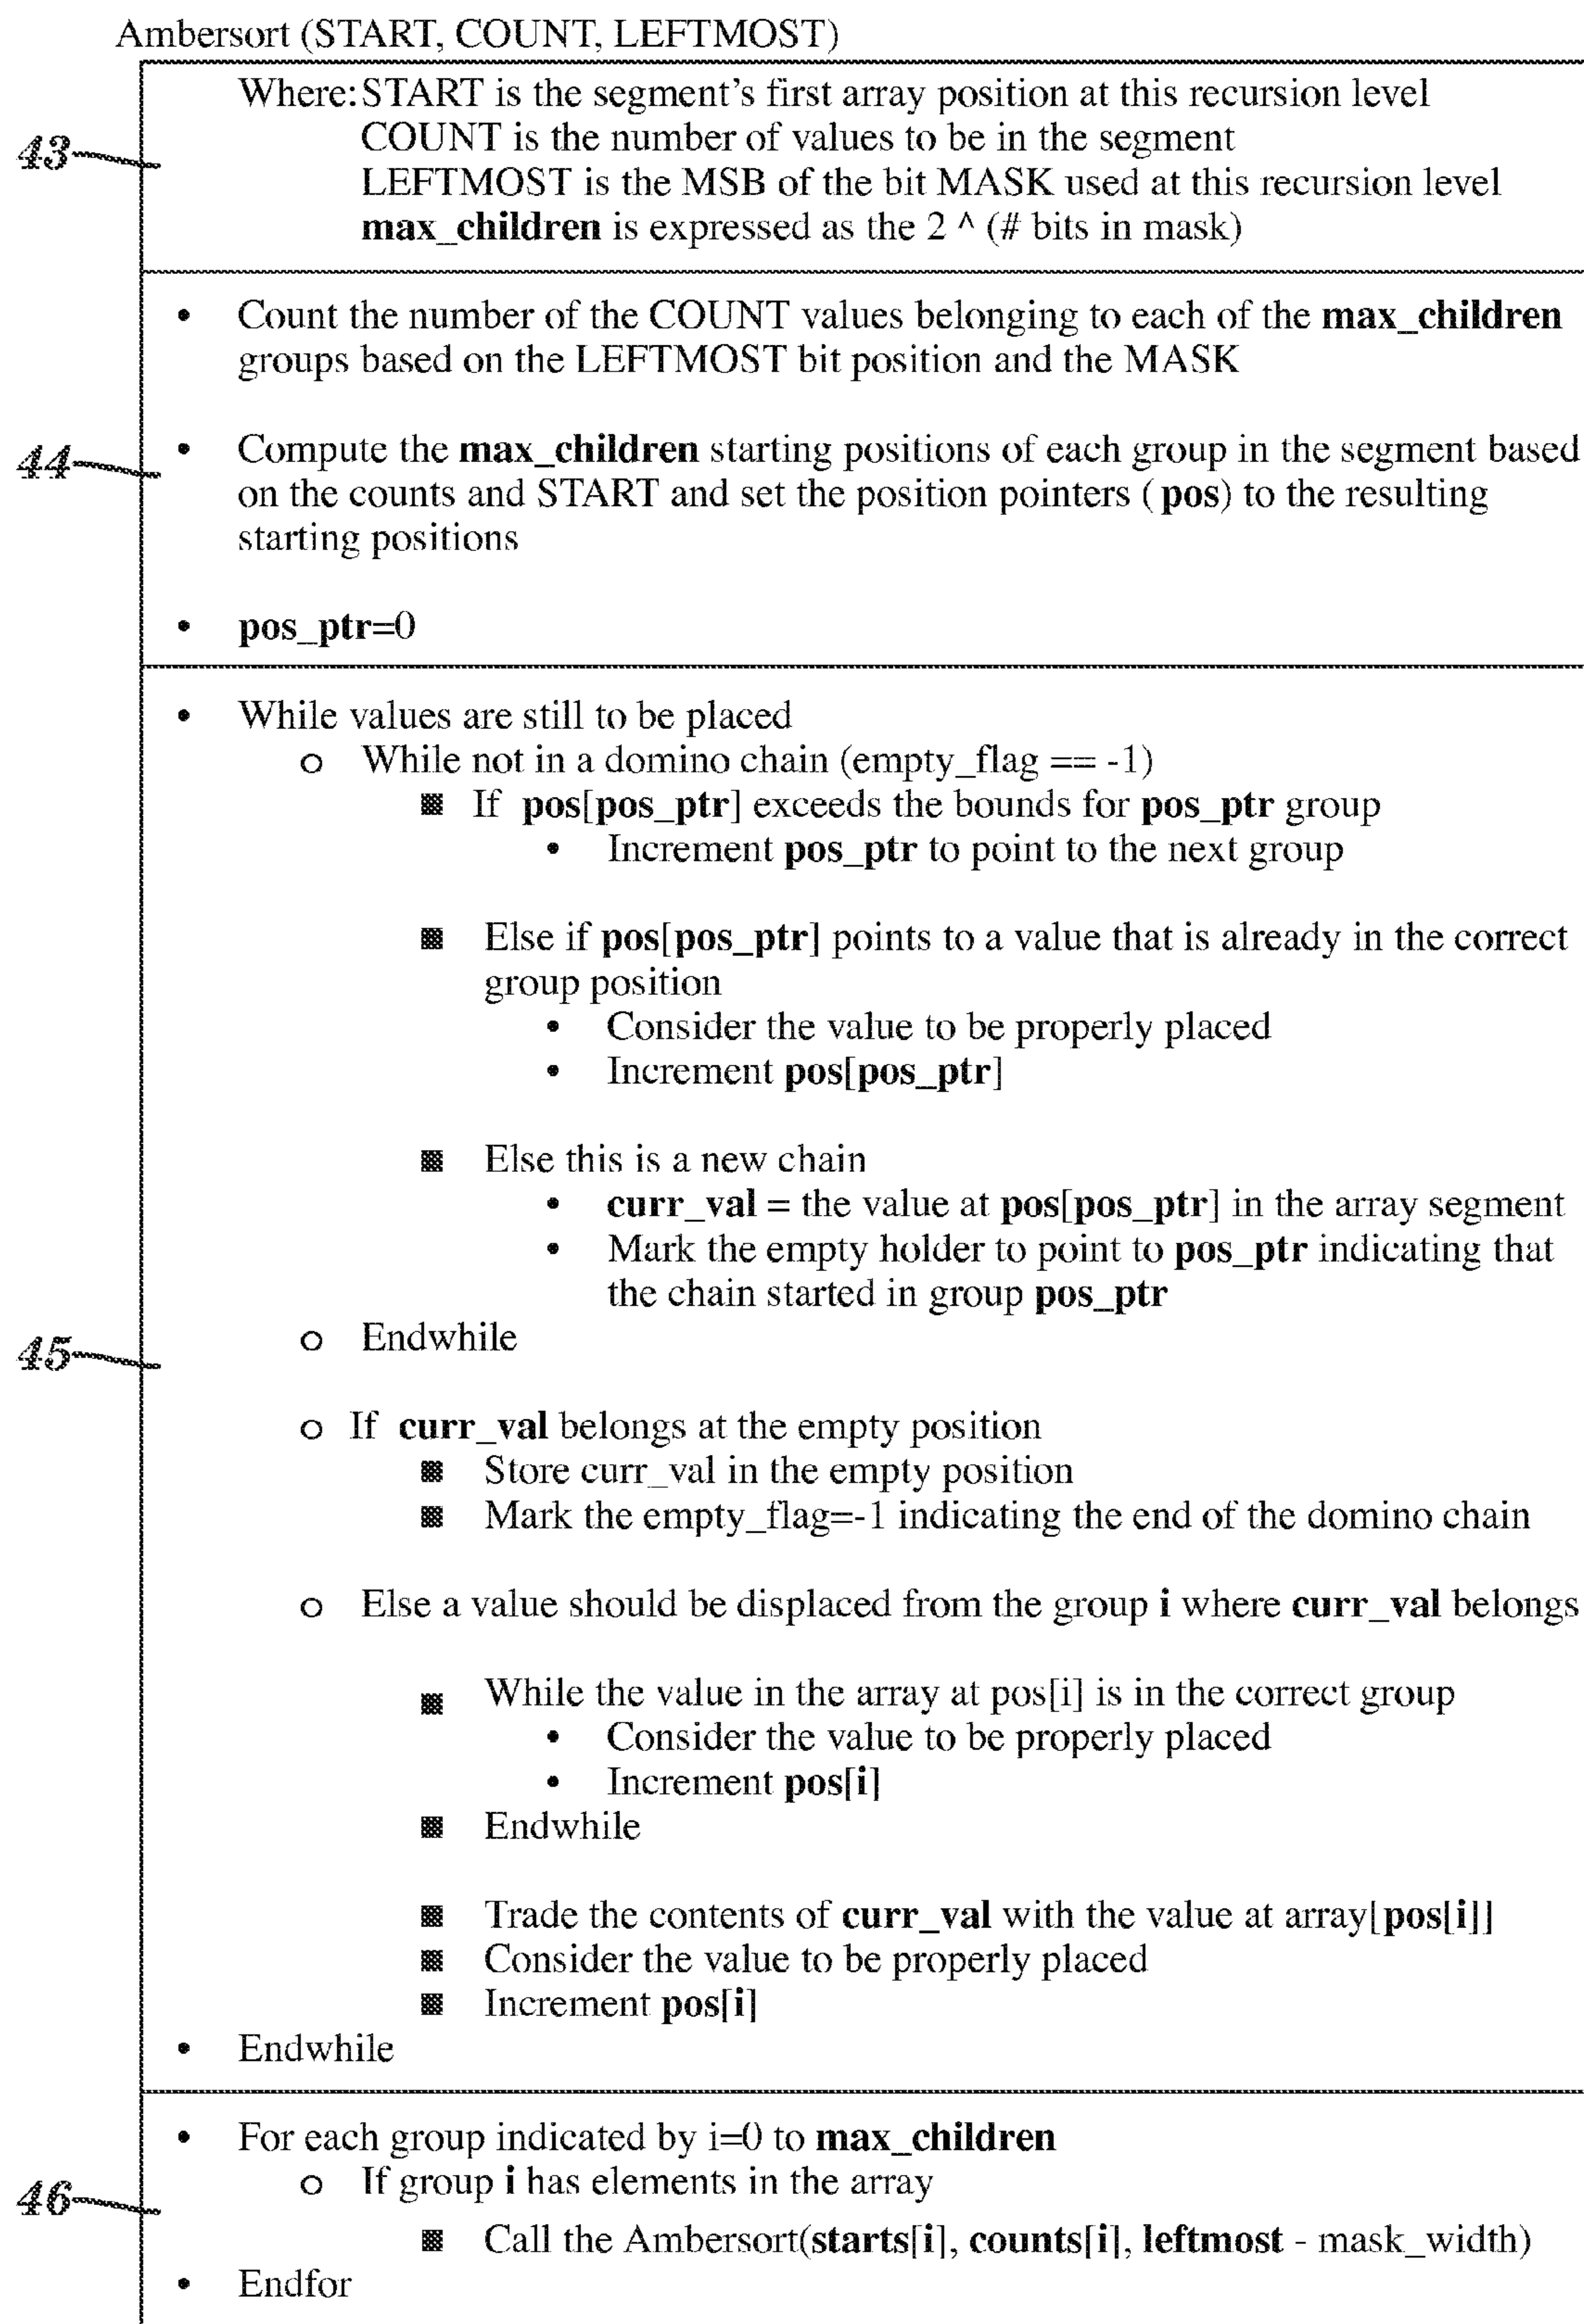 Ambersort (START, COUNT, LEFTMOST)
Where: START is the segment's first array position at this recursion level
COUNT is the number of values to be in the segment
43
LEFTMOST is the MSB of the bit MASK used at this recursion level
max_children is expressed as the 2 ^ (# bits in mask)
• Count the number of the COUNT values belonging to each of the max_children
groups based on the LEFTMOST bit position and the MASK
44
• Compute the max_children starting positions of each group in the segment based
on the counts and START and set the position pointers ( pos) to the resulting
starting positions
• pos_ptr=0
• While values are still to be placed
o While not in a domino chain (empty_flag == -1)
■ If pos[pos_ptr] exceeds the bounds for pos_ptr group
• Increment pos_ptr to point to the next group
■ Else if pos[pos_ptr] points to a value that is already in the correct
group position
• Consider the value to be properly placed
• Increment pos[pos_ptr]
■ Else this is a new chain
• curr_val = the value at pos[pos_ptr] in the array segment
• Mark the empty holder to point to pos_ptr indicating that
the chain started in group pos_ptr
45
o Endwhile
o If curr_val belongs at the empty position
■ Store curr_val in the empty position
■ Mark the empty_flag=-1 indicating the end of the domino chain
o Else a value should be displaced from the group i where curr_val belongs
■ While the value in the array at pos[i] is in the correct group
• Consider the value to be properly placed
• Increment pos[i]
■ Endwhile
■ Trade the contents of curr_val with the value at array[pos[i]]
■ Consider the value to be properly placed
■ Increment pos[i]
• Endwhile
• For each group indicated by i=0 to max_children
o If group i has elements in the array
46
■ Call the Ambersort(starts[i], counts[i], leftmost - mask_width)
• Endfor